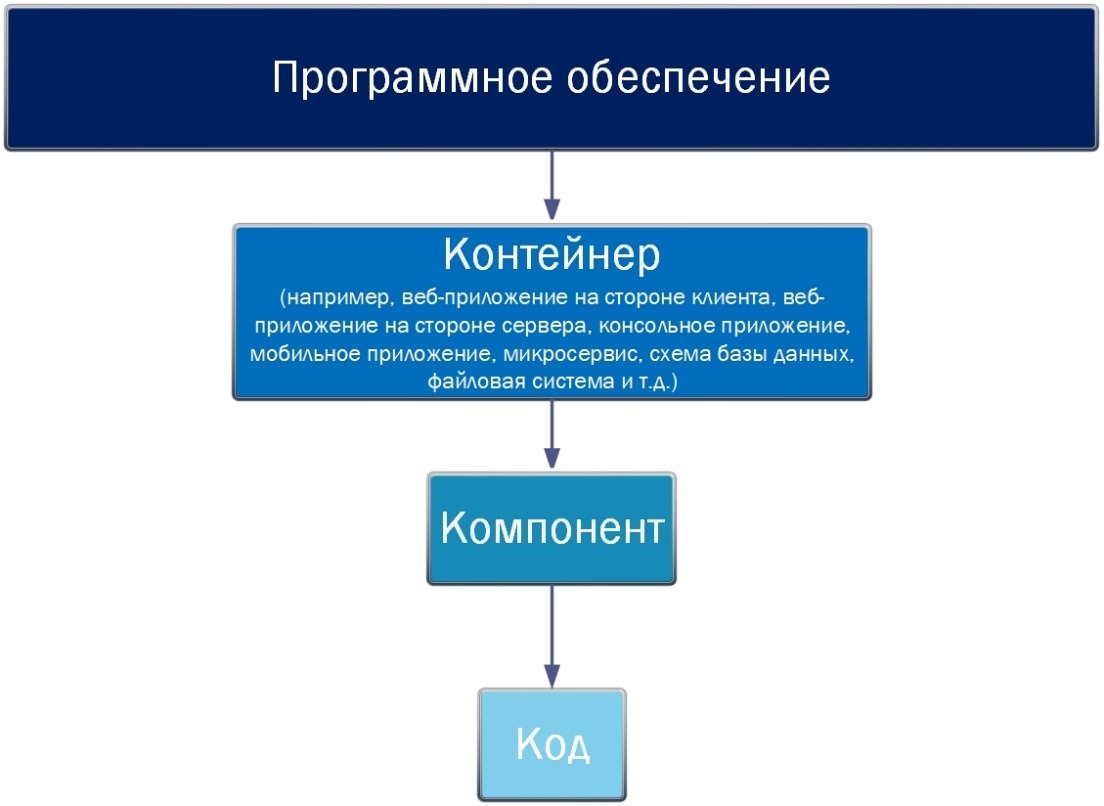 Программное обеспечение
Контейнер
(например, веб-приложение на стороне клиента, веб-
приложение на стороне сервера, консольное приложение,
мобильное приложение, микросервис, схема базы данных,
файловая система и т.д.)
Компонент
Код